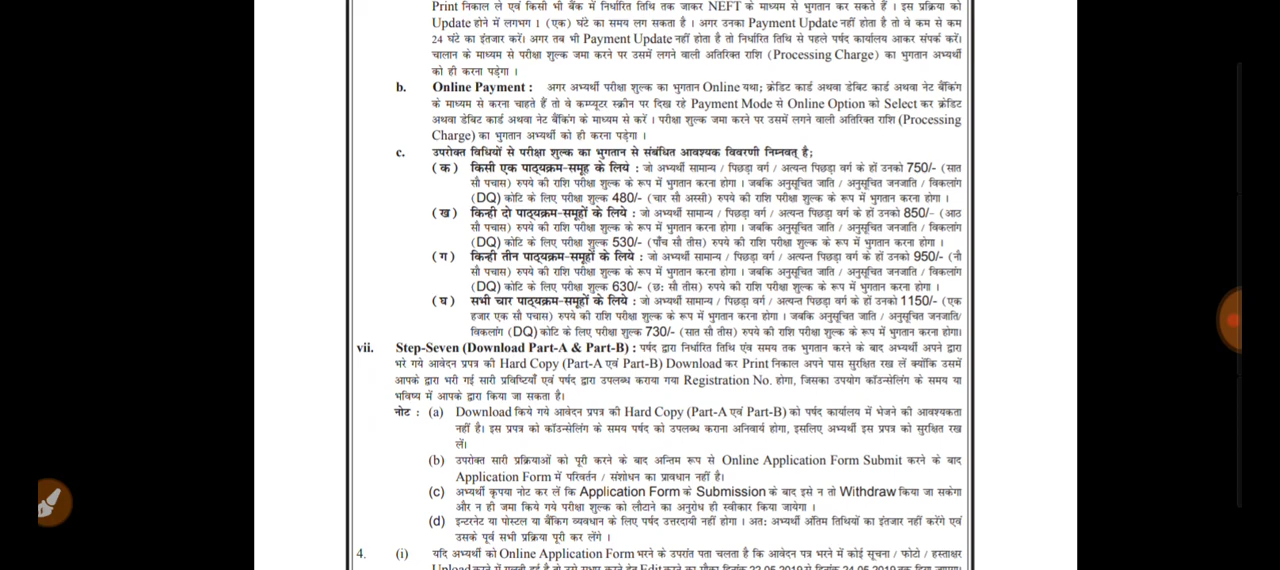 Print निकाल ले एवं किसी भी बैंक में निर्धारित तिथि तक जाकर NEFT के माध्यम से भुगतान कर सकते हैं । इस प्रक्रिया को
Update होने में लगभग 1 (एक) घंटे का समय लग सकता है । अगर उनका Payment Update नहीं होता है तो वे कम से कम
24 घंटे का इंतजार करें। अगर तब भी Payment Update नहीं होता है तो निर्धारित तिथि से पहले पर्षद कार्यालय आकर संपर्क करें।
चालान के माध्यम से परीक्षा शुल्क जमा करने पर उसमें लगने वाली अतिरिक्त राशि (Processing Charge) का भुगतान अभ्यर्थी
को ही करना पड़ेगा ।
b. Online Payment : अगर अभ्यर्थी परीक्षा शुल्क का भुगतान Online यथा; क्रेडिट कार्ड अथवा डेबिट कार्ड अथवा नेट बैंकिंग
के माध्यम से करना चाहते हैं तो वे कम्प्यूटर स्क्रीन पर दिख रहे Payment Mode से Online Option को Select कर क्रेडिट
अथवा डेबिट कार्ड अथवा नेट बैंकिंग के माध्यम से करें । परीक्षा शुल्क जमा करने पर उसमें लगने वाली अतिरिक्त राशि (Processing
Charge) का भुगतान अभ्यर्थी को ही करना पड़ेगा ।
c. उपरोक्त विधियों से परीक्षा शुल्क का भुगतान से संबंधित आवश्यक विवरणी निम्नवत् है;
(क) किसी एक पाठ्यक्रम-समूह के लिये : जो अभ्यर्थी सामान्य / पिछड़ा वर्ग / अत्यन्त पिछड़ा वर्ग के हों उनको 750/- (सात
सौ पचास) रुपये की राशि परीक्षा शुल्क के रूप में भुगतान करना होगा । जबकि अनुसूचित जाति / अनुसूचित जनजाति / विकलांग
(DQ) कोटि के लिए परीक्षा शुल्क 480/- (चार सौ अस्सी) रुपये की राशि परीक्षा शुल्क के रूप में भुगतान करना होगा ।
(ख) किन्ही दो पाठ्यक्रम-समूहों के लिये : जो अभ्यर्थी सामान्य / पिछड़ा वर्ग / अत्यन्त पिछड़ा वर्ग के हों उनको 850/- (आठ
सौ पचास) रुपये की राशि परीक्षा शुल्क के रूप में भुगतान करना होगा । जबकि अनुसूचित जाति / अनुसूचित जनजाति / विकलांग
(DQ) कोटि के लिए परीक्षा शुल्क 530/- (पाँच सौ तीस) रुपये की राशि परीक्षा शुल्क के रूप में भुगतान करना होगा ।
(ग) किन्ही तीन पाठ्यक्रम-समूहों के लिये : जो अभ्यर्थी सामान्य / पिछड़ा वर्ग / अत्यन्त पिछड़ा वर्ग के हों उनको 950/- (नौ
सौ पचास) रुपये की राशि परीक्षा शुल्क के रूप में भुगतान करना होगा । जबकि अनुसूचित जाति / अनुसूचित जनजाति / विकलांग
(DQ) कोटि के लिए परीक्षा शुल्क 630/- (छः सौ तीस) रुपये की राशि परीक्षा शुल्क के रूप में भुगतान करना होगा ।
(घ) सभी चार पाठ्यक्रम-समूहों के लिये : जो अभ्यर्थी सामान्य / पिछड़ा वर्ग / अत्यन्त पिछड़ा वर्ग के हों उनको 1150/- (एक
हजार एक सौ पचास) रुपये की राशि परीक्षा शुल्क के रूप में भुगतान करना होगा । जबकि अनुसूचित जाति / अनुसूचित जनजाति/
विकलांग (DQ) कोटि के लिए परीक्षा शुल्क 730/- (सात सौ तीस) रुपये की राशि परीक्षा शुल्क के रूप में भुगतान करना होगा।
vii. Step-Seven (Download Part-A & Part-B) : पर्षद द्वारा निर्धारित तिथि एंव समय तक भुगतान करने के बाद अभ्यर्थी अपने द्वारा
भरे गये आवेदन प्रपत्र की Hard Copy (Part-A एवं Part-B) Download कर Print निकाल अपने पास सुरक्षित रख लें क्योंकि उसमें
आपके द्वारा भरी गई सारी प्रविष्टियाँ एवं पर्षद द्वारा उपलब्ध कराया गया Registration No. होगा, जिसका उपयोग कॉउन्सेलिंग के समय या
भविष्य में आपके द्वारा किया जा सकता है।
नोट : (a) Download किये गये आवेदन प्रपत्र की Hard Copy (Part-A एवं Part-B) को पर्षद कार्यालय में भेजने की आवश्यकता
नहीं है। इस प्रपत्र को कॉउन्सेलिंग के समय पर्षद को उपलब्ध कराना अनिवार्य होगा, इसलिए अभ्यर्थी इस प्रपत्र को सुरक्षित रख
लें।
(b) उपरोक्त सारी प्रक्रियाओं को पूरी करने के बाद अन्तिम रूप से Online Application Form Submit करने के बाद
Application Form में परिवर्तन / संशोधन का प्रावधान नहीं है।
(c) अभ्यर्थी कृपया नोट कर लें कि Application Form के Submission के बाद इसे न तो Withdraw किया जा सकेगा
और न ही जमा किये गये परीक्षा शुल्क को लौटाने का अनुरोध ही स्वीकार किया जायेगा ।
(d) इन्टरनेट या पोस्टल या बैंकिंग व्यवधान के लिए पर्षद उत्तरदायी नहीं होगा । अतः अभ्यर्थी अंतिम तिथियों का इंतजार नहीं करेंगे एवं
उसके पूर्व सभी प्रक्रिया पूरी कर लेंगे ।
4. (i) यदि अभ्यर्थी को Online Application Form भरने के उपरांत पता चलता है कि आवेदन पत्र भरने में कोई सूचना / फोटो / हस्ताक्षर
Upload करने में गलती हुई है तो उसे सुधार करने हेतु Edit करने का मौका दिनांक 22.05.2019 से दिनांक 24.05.2019 तक दिया जाएगा।